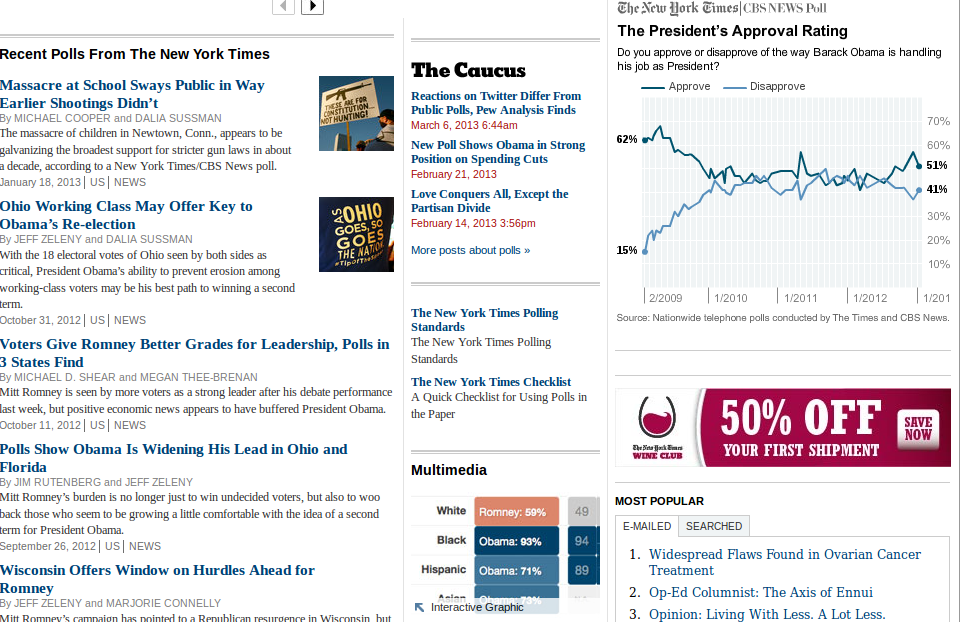 Recent Polls From The New York Times
Massacre at School Sways Public in Way
Earlier Shootings Didn’t
By MICHAEL COOPER and DALIA SUSSMAN
The massacre of children in Newtown, Conn., appears to be
galvanizing the broadest support for stricter gun laws in about
a decade, according to a New York Times/CBS News poll.
January 18, 2013 | US | NEWS
THESE ARE FOR
CONSTITUTION...
NOT HUNTING!
Ohio Working Class May Offer Key to
Obama’s Re-election
By JEFF ZELENY and DALIA SUSSMAN
With the 18 electoral votes of Ohio seen by both sides as
critical, President Obama’s ability to prevent erosion among
working-class voters may be his best path to winning a second
term.
October 31, 2012 | US | NEWS
AS OHIO
GOES, SO
GOES
THE NATION
Voters Give Romney Better Grades for Leadership, Polls in
3 States Find
By MICHAEL D. SHEAR and MEGAN THEE-BRENAN
Mitt Romney is seen by more voters as a strong leader after his debate performance
last week, but positive economic news appears to have buffered President Obama.
October 11, 2012 | US | NEWS
Polls Show Obama Is Widening His Lead in Ohio and
Florida
By JIM RUTENBERG and JEFF ZELENY
Mitt Romney’s burden is no longer just to win undecided voters, but also to woo
back those who seem to be growing a little comfortable with the idea of a second
term for President Obama.
September 26, 2012 | US | NEWS
Wisconsin Offers Window on Hurdles Ahead for
Romney
By JEFF ZELENY and MARJORIE CONNELLY
Mitt Romney’s campaign has pointed to a Republican resurgence in Wisconsin, but
The Caucus
Reactions on Twitter Differ From
Public Polls, Pew Analysis Finds
March 6, 2013 6:44am
New Poll Shows Obama in Strong
Position on Spending Cuts
February 21, 2013
Love Conquers All, Except the
Partisan Divide
February 14, 2013 3:56pm
More posts about polls »
The New York Times Polling
Standards
The New York Times Polling
Standards
The New York Times Checklist
A Quick Checklist for Using Polls in
the Paper
Multimedia
White Romney: 59% 49
Black Obama: 93% 94
Hispanic Obama: 71% 89
Asian Obama: 73%
Interactive Graphic
The New York Times | CBS NEWS Poll
The President’s Approval Rating
Do you approve or disapprove of the way Barack Obama is handling
his job as President?
Approve Disapprove
70%
62% 60%
51%
41%
30%
20%
15%
10%
2/2009 1/2010 1/2011 1/2012 1/201
Source: Nationwide telephone polls conducted by The Times and CBS News.
The New York Times
WINE CLUB
50% OFF
YOUR FIRST SHIPMENT
SAVE
NOW
MOST POPULAR
E-MAILED SEARCHED
1. Widespread Flaws Found in Ovarian Cancer
Treatment
2. Op-Ed Columnist: The Axis of Ennui
3. Opinion: Living With Less. A Lot Less.